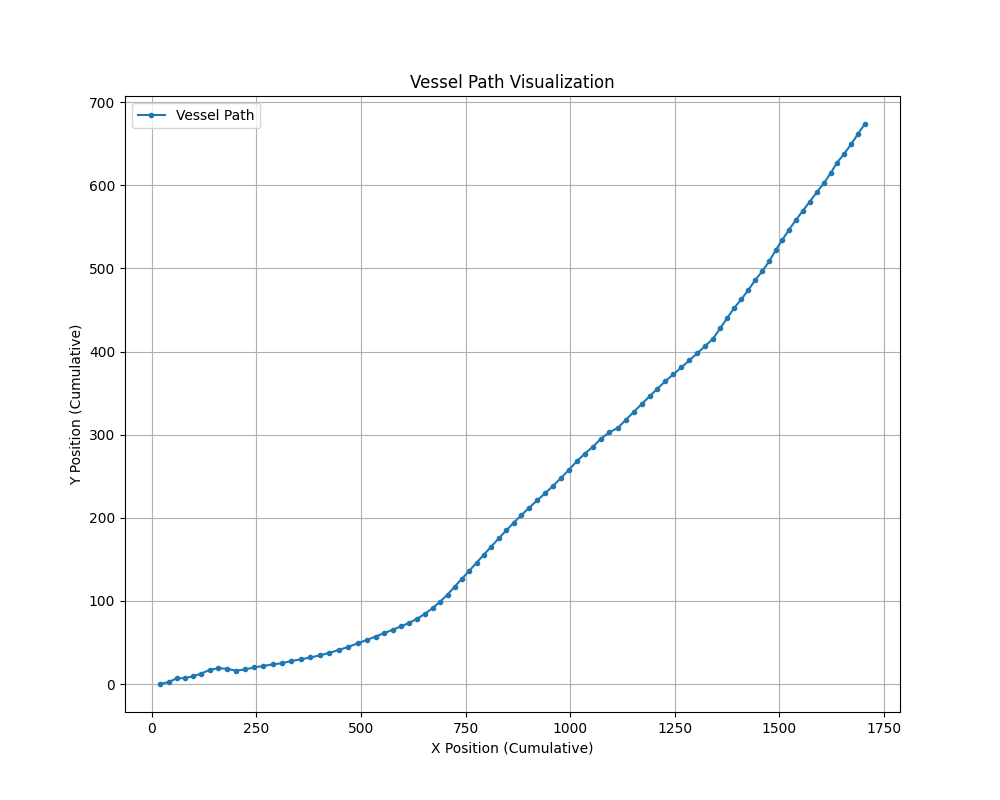 Vessel Path Visualization
Vessel Path
700
600
500
400
300
200
100
0
Y Position (Cumulative)
0 250 500 750 1000 1250 1500 1750
X Position (Cumulative)